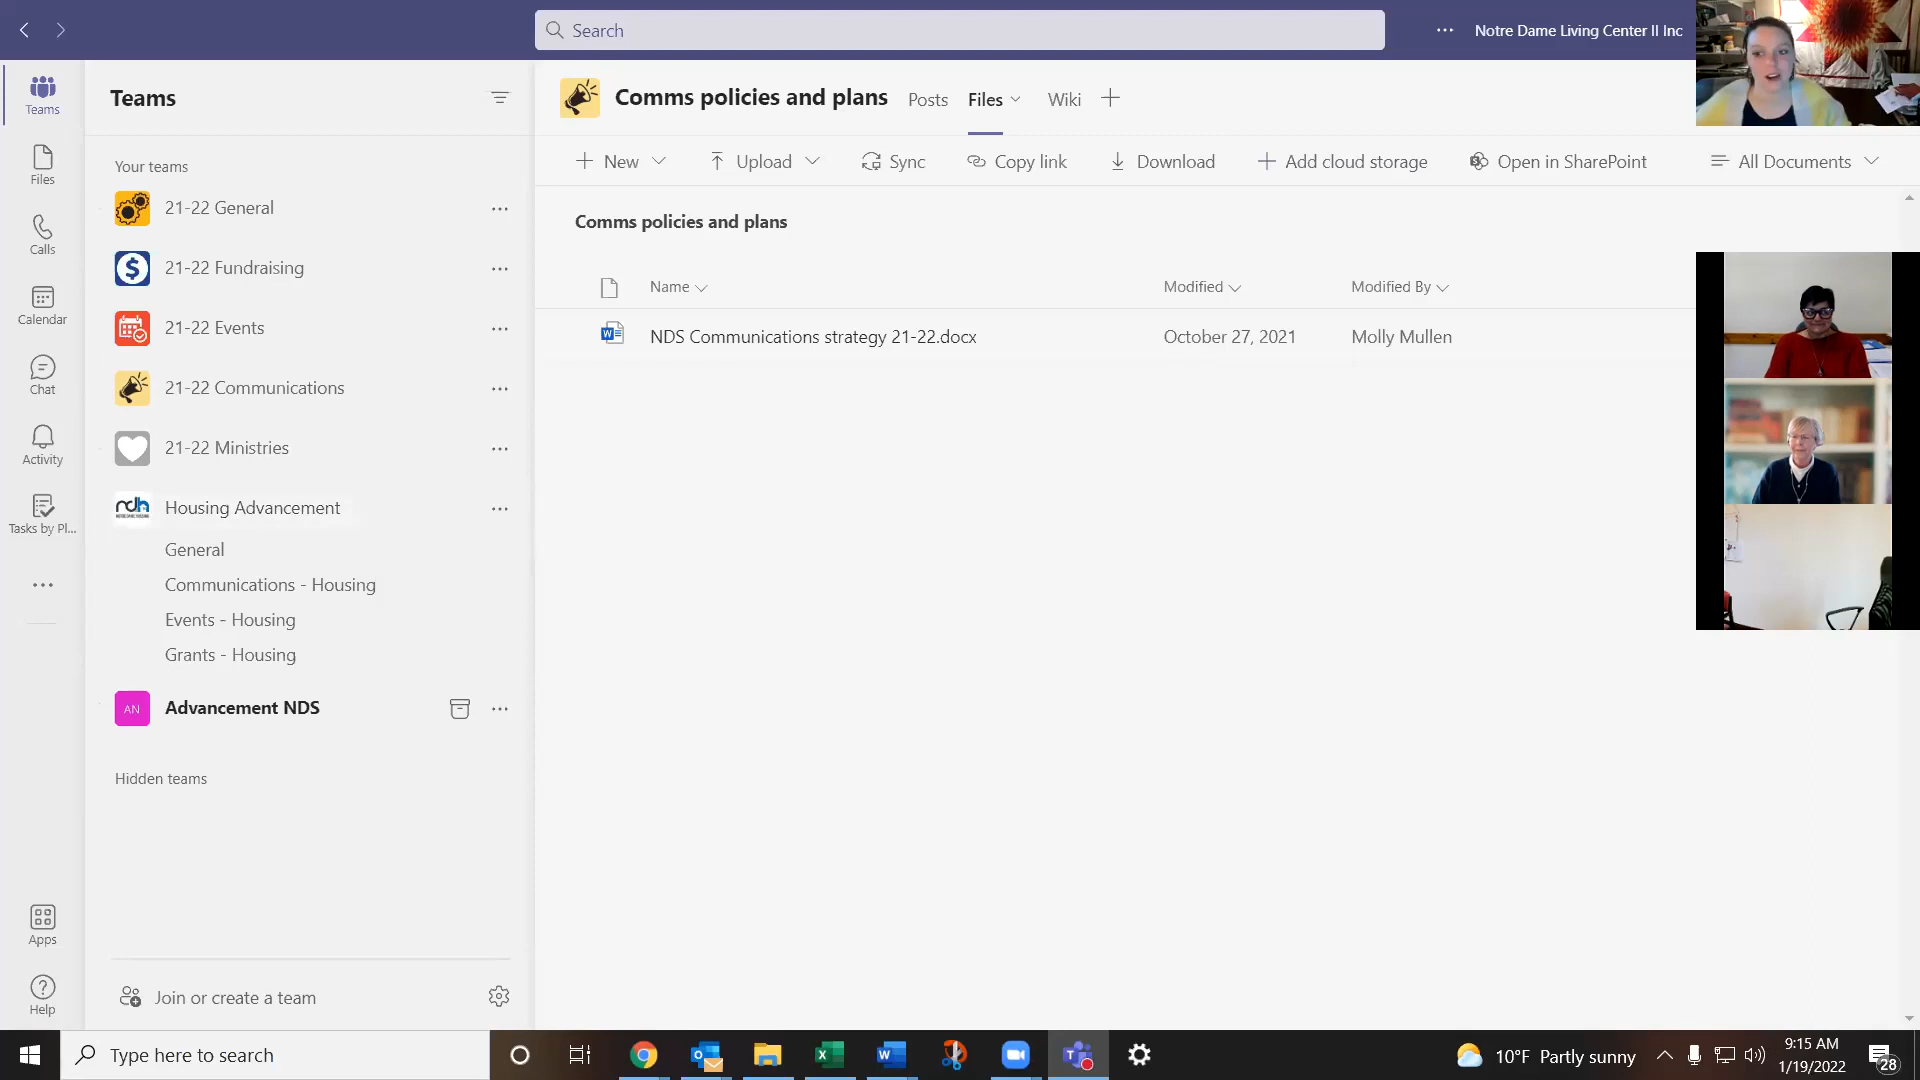 Search
Notre Dame Living Center II Inc
Teams
Files
Calls
Calendar
Chat
Activity
Tasks by Pl...
Apps
Help
Teams
Your teams
21-22 General
21-22 Fundraising
21-22 Events
21-22 Communications
21-22 Ministries
ndh
Housing Advancement
General
Communications - Housing
Events - Housing
Grants - Housing
AN
Advancement NDS
Hidden teams
Join or create a team
Comms policies and plans
Posts
Files
Wiki
New
Upload
Sync
Copy link
Download
Add cloud storage
Open in SharePoint
All Documents
Comms policies and plans
Name
Modified
Modified By
NDS Communications strategy 21-22.docx
October 27, 2021
Molly Mullen
Type here to search
10°F Partly sunny
9:15 AM
1/19/2022
28